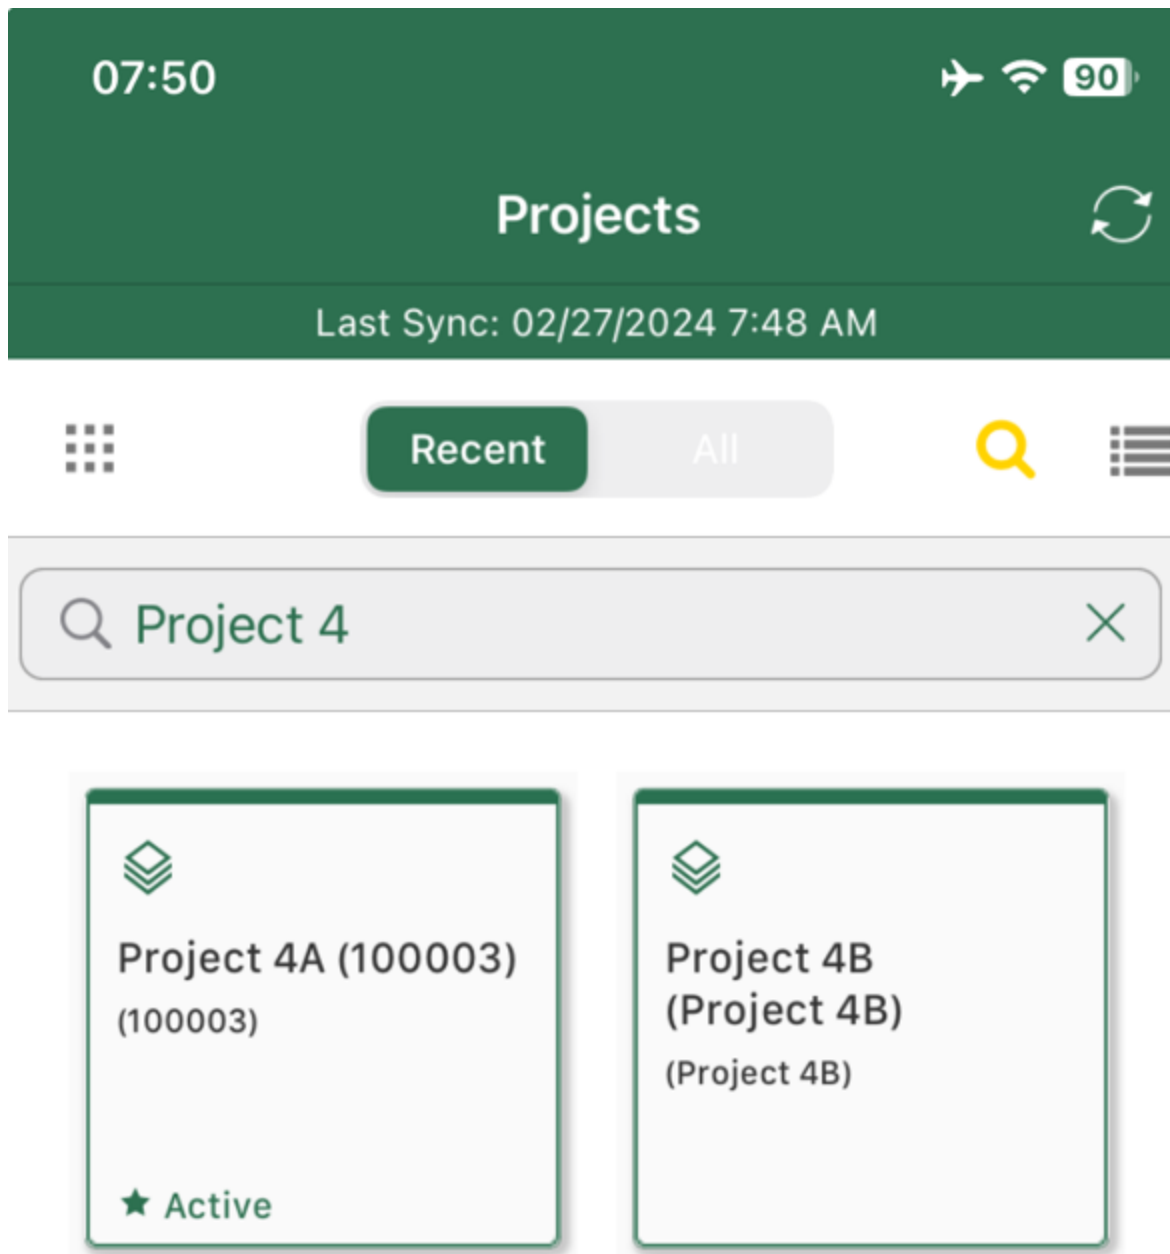 07:50
90
Projects
Last Sync: 02/27/2024 7:48 AM
Recent
All
Project 4
Project 4A (100003)
(100003)
Active
Project 4B
(Project 4B)
(Project 4B)